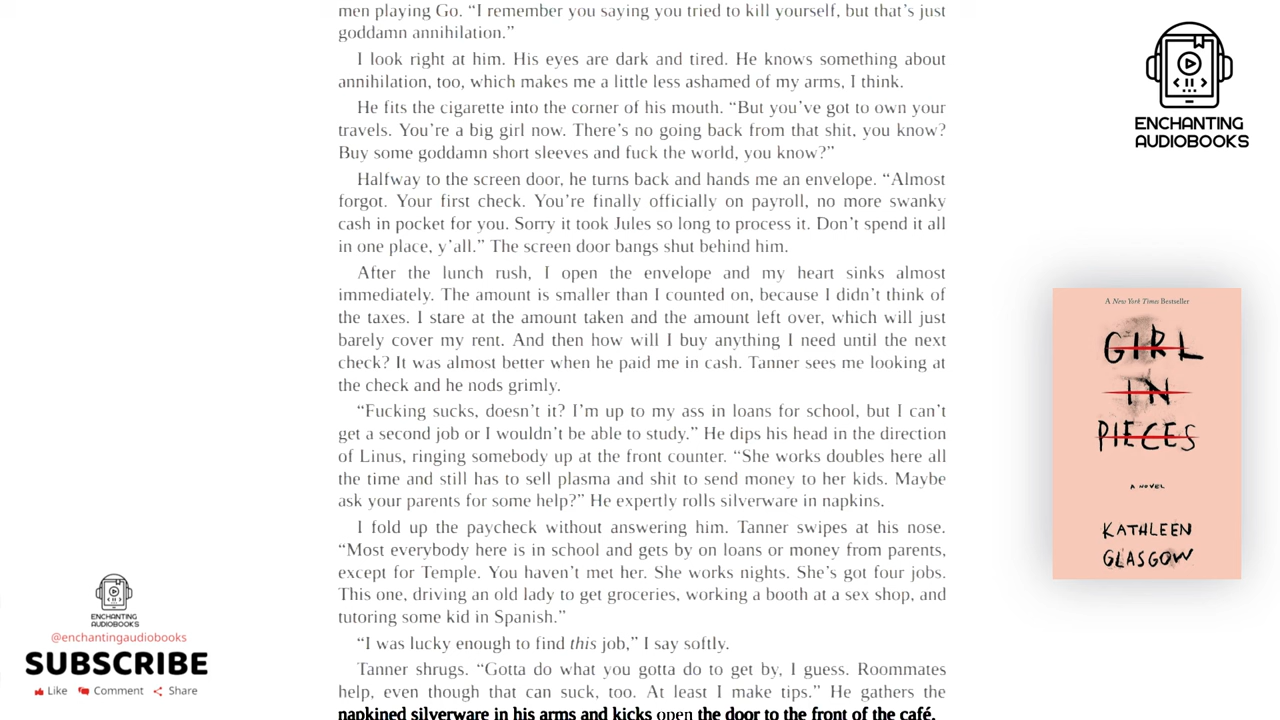 men playing Go. “I remember you saying you tried to kill yourself, but that’s just
goddamn annihilation.”
I look right at him. His eyes are dark and tired. He knows something about
annihilation, too, which makes me a little less ashamed of my arms, I think.
He fits the cigarette into the corner of his mouth. “But you’ve got to own your
travels. You’re a big girl now. There’s no going back from that shit, you know?
Buy some goddamn short sleeves and fuck the world, you know?”
Halfway to the screen door, he turns back and hands me an envelope. “Almost
forgot. Your first check. You’re finally officially on payroll, no more swanky
cash in pocket for you. Sorry it took Jules so long to process it. Don’t spend it all
in one place, y’all.” The screen door bangs shut behind him.
After the lunch rush, I open the envelope and my heart sinks almost
immediately. The amount is smaller than I counted on, because I didn’t think of
the taxes. I stare at the amount taken and the amount left over, which will just
barely cover my rent. And then how will I buy anything I need until the next
check? It was almost better when he paid me in cash. Tanner sees me looking at
the check and he nods grimly.
“Fucking sucks, doesn’t it? I’m up to my ass in loans for school, but I can’t
get a second job or I wouldn’t be able to study.” He dips his head in the direction
of Linus, ringing somebody up at the front counter. “She works doubles here all
the time and still has to sell plasma and shit to send money to her kids. Maybe
ask your parents for some help?” He expertly rolls silverware in napkins.
I fold up the paycheck without answering him. Tanner swipes at his nose.
“Most everybody here is in school and gets by on loans or money from parents,
except for Temple. You haven’t met her. She works nights. She’s got four jobs.
This one, driving an old lady to get groceries, working a booth at a sex shop, and
tutoring some kid in Spanish.”
“I was lucky enough to find this job,” I say softly.
Tanner shrugs. “Gotta do what you gotta do to get by, I guess. Roommates
help, even though that can suck, too. At least I make tips.” He gathers the
napkined silverware in his arms and kicks open the door to the front of the café.
ENCHANTING
AUDIOBOOKS
A New York Times Bestseller
GIRL
IN
PIECES
A NOVEL
KATHLEEN
GLASGOW
ENCHANTING
AUDIOBOOKS
@enchantingaudiobooks
SUBSCRIBE
Like Comment Share